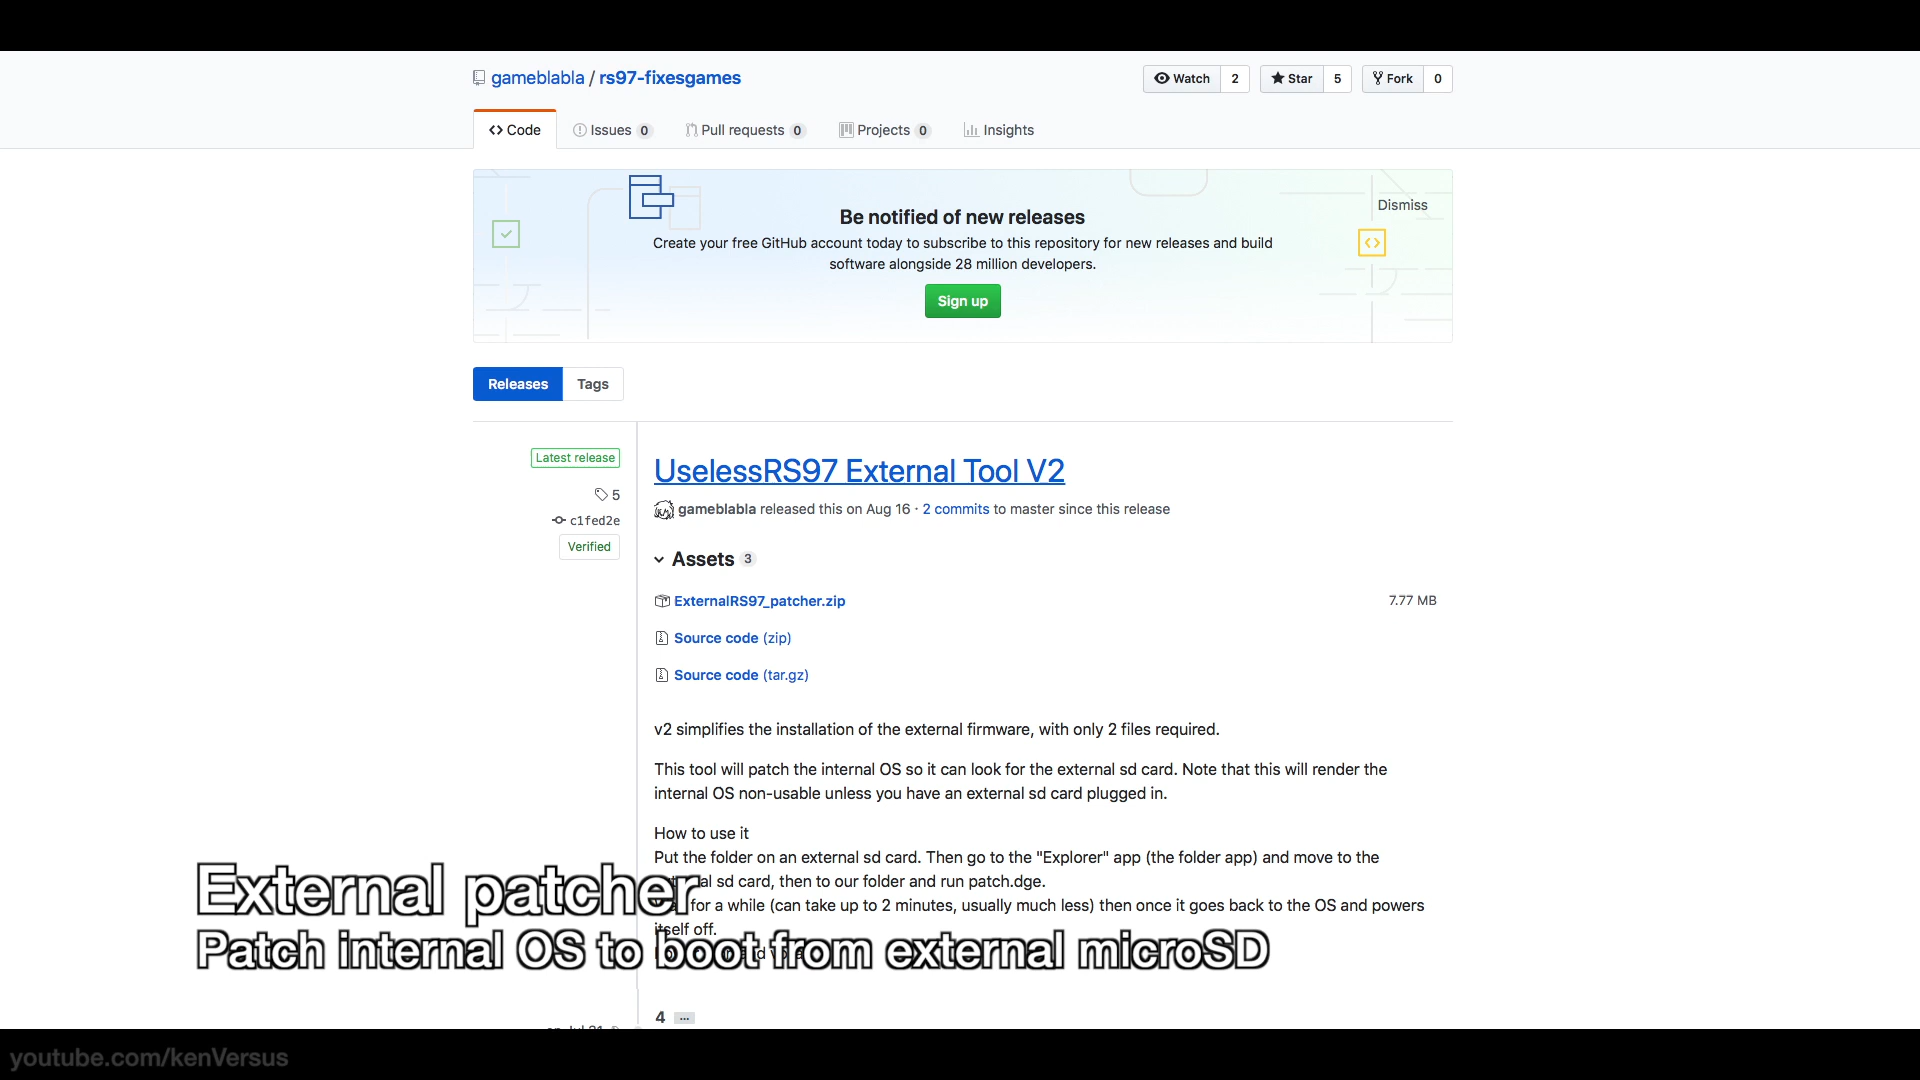 gameblabla / rs97-fixesgames
Watch 2 Star 5 Fork 0
Code Issues 0 Pull requests 0 Projects 0 Insights
Dismiss
Be notified of new releases
Create your free GitHub account today to subscribe to this repository for new releases and build
software alongside 28 million developers.
Sign up
Releases Tags
Latest release
5
c1fed2e
Verified
UselessRS97 External Tool V2
gameblabla released this on Aug 16 · 2 commits to master since this release
Assets 3
ExternalRS97_patcher.zip 7.77 MB
Source code (zip)
Source code (tar.gz)
v2 simplifies the installation of the external firmware, with only 2 files required.
This tool will patch the internal OS so it can look for the external sd card. Note that this will render the
internal OS non-usable unless you have an external sd card plugged in.
How to use it
Put the folder on an external sd card. Then go to the "Explorer" app (the folder app) and move to the
sd card, then to our folder and run patch.dge.
for a while (can take up to 2 minutes, usually much less) then once it goes back to the OS and powers
itself off.
External patcher
Patch internal OS to boot from external microSD
4 ...
youtube.com/kenVersus